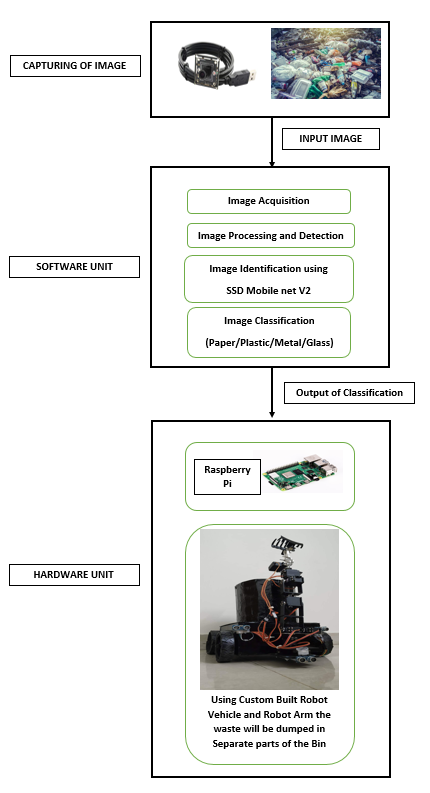 CAPTURING OF IMAGE
INPUT IMAGE
Image Acquisition
Image Processing and Detection
SOFTWARE UNIT
Image Identification using
SSD Mobile net V2
Image Classification
(Paper/Plastic/Metal/Glass)
Output of Classification
Raspberry
Pi
HARDWARE UNIT
Using Custom Built Robot
Vehicle and Robot Arm the
waste will be dumped in
Separate parts of the Bin